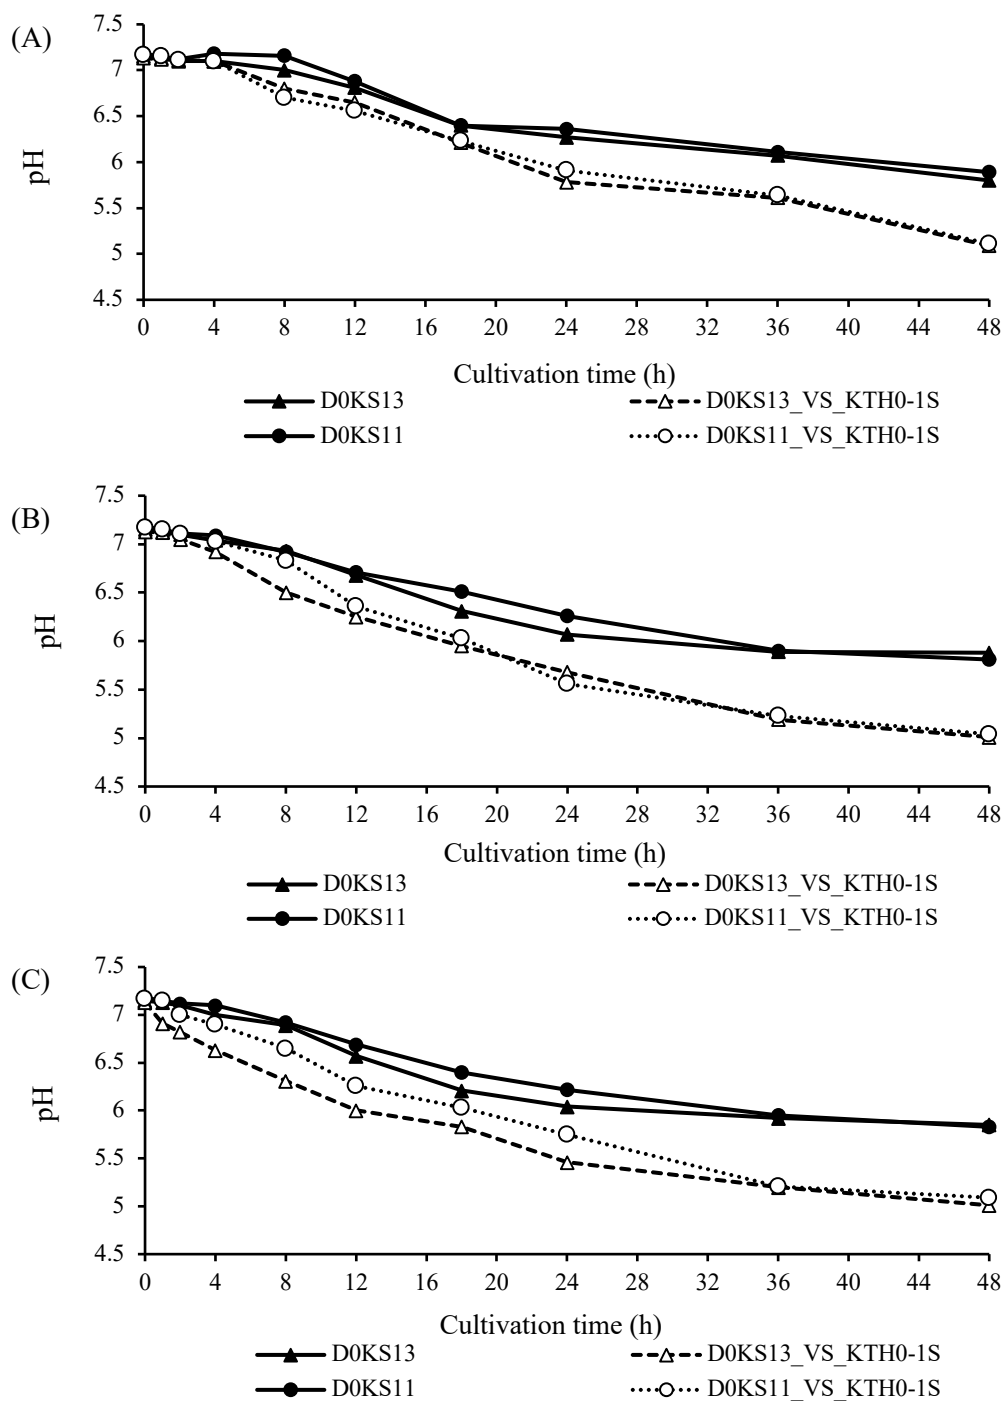 (A)
7.5
7
6.5
6
5.5
5
4.5
pH
0 4 8 12 16 20 24 28 32 36 40 44 48
Cultivation time (h)
D0KS13 D0KS13_VS_KTH0-1S
D0KS11 D0KS11_VS_KTH0-1S
(B)
7.5
7
6.5
6
5.5
5
4.5
pH
0 4 8 12 16 20 24 28 32 36 40 44 48
Cultivation time (h)
D0KS13 D0KS13_VS_KTH0-1S
D0KS11 D0KS11_VS_KTH0-1S
(C)
7.5
7
6.5
6
5.5
5
4.5
pH
0 4 8 12 16 20 24 28 32 36 40 44 48
Cultivation time (h)
D0KS13 D0KS13_VS_KTH0-1S
D0KS11 D0KS11_VS_KTH0-1S